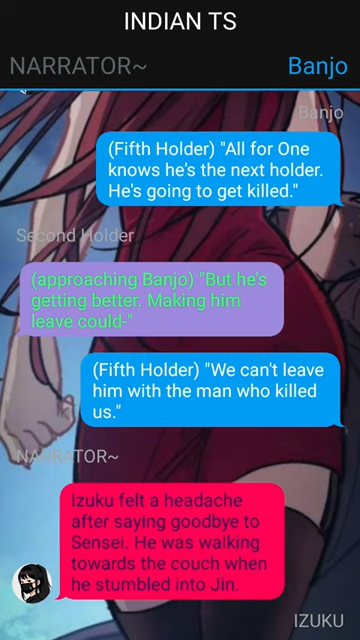 INDIAN TS
NARRATOR~ Banjo
Banjo
(Fifth Holder) "All for One
knows he's the next holder.
He's going to get killed."
Second Holder
(approaching Banjo) "But he's
getting better. Making him
leave could-"
(Fifth Holder) "We can't leave
him with the man who killed
us."
NARRATOR~
Izuku felt a headache
after saying goodbye to
Sensei. He was walking
towards the couch when
he stumbled into Jin.
IZUKU